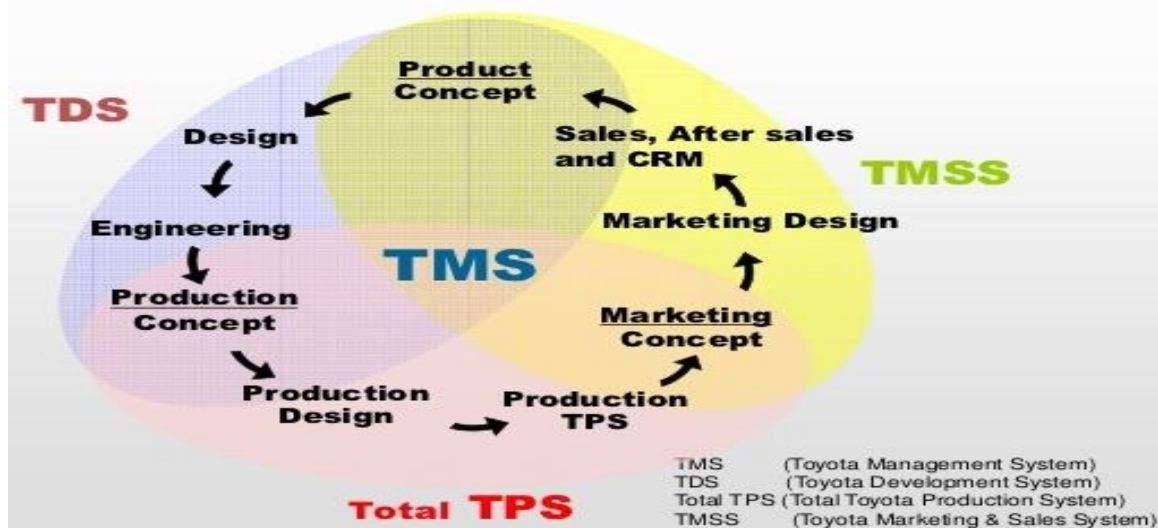 Product
Concept
TDS
Design
Sales, After sales
and CRM
TMSS
Engineering
Marketing Design
TMS
Production
Concept
Marketing
Concept
Production
Design
Production
TPS
Total TPS
TMS (Toyota Management System)
TDS (Toyota Development System)
Total TPS (Total Toyota Production System)
TMSS (Toyota Marketing & Sales System)